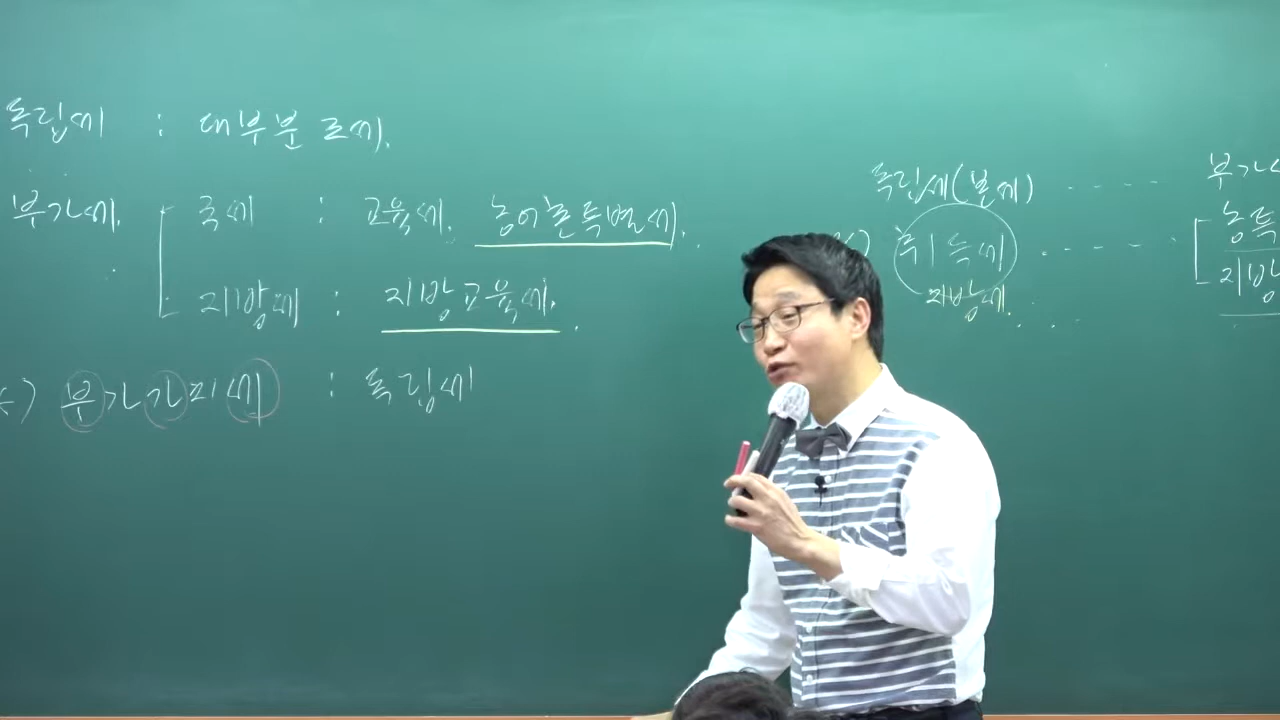 독립세 : 대부분 조세.
부가세. 국세 : 교육세. 농어촌특별세.
지방세 : 지방교육세.
부가가치세 : 독립세
독립세(본세) ----- 부가
취득세 ----- 농특
지방세. 지방